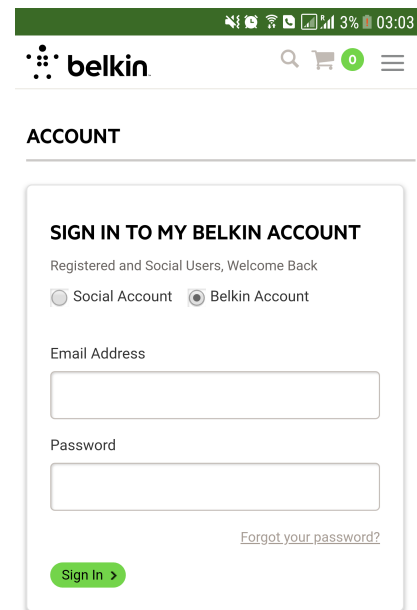 3% 03:03
belkin
0
ACCOUNT
SIGN IN TO MY BELKIN ACCOUNT
Registered and Social Users, Welcome Back
Social Account Belkin Account
Email Address
Password
Forgot your password?
Sign In >